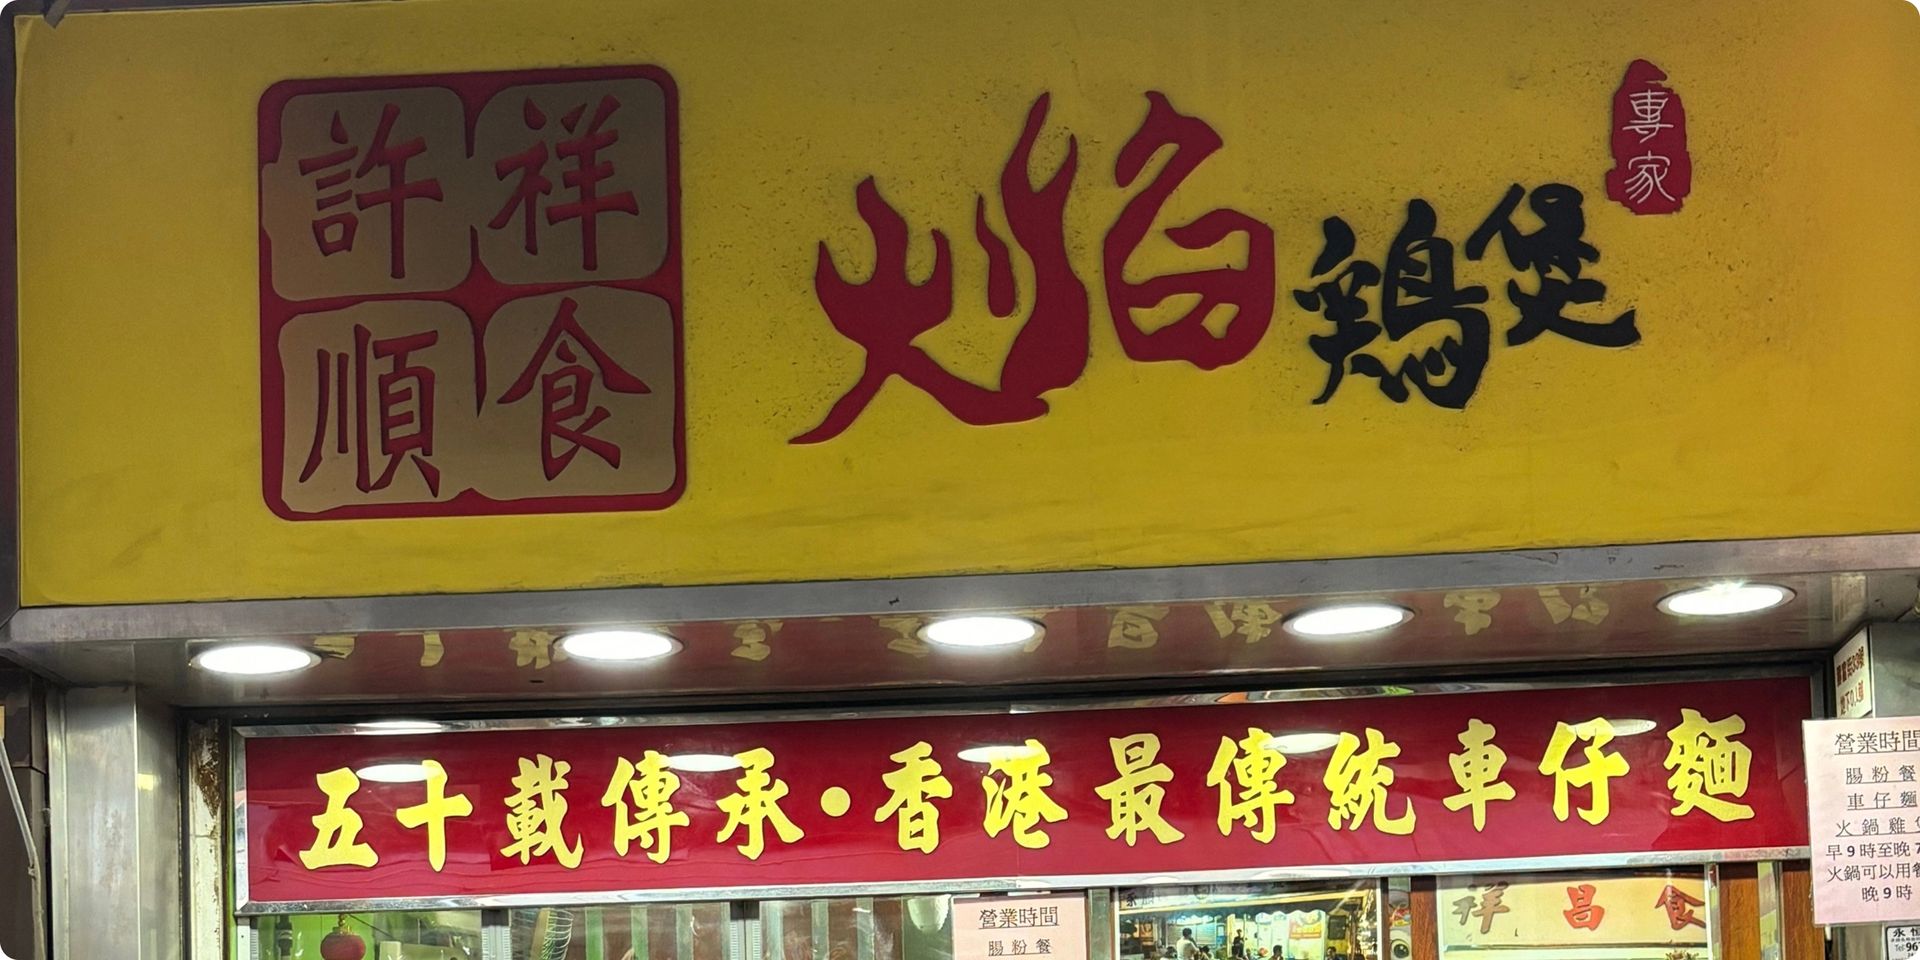 許祥
順食
焰鷄煲
專家
五十載傳承·香港最傳統車仔麵
營業時間
腸粉餐
車仔麵
火鍋雞
早9時至晚7
火鍋可以用餐
晚9時
營業時間
腸粉餐
祥昌食